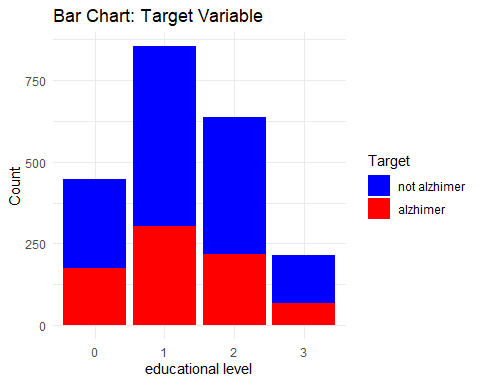 Bar Chart: Target Variable
750
500
250
0
Count
0 1 2 3
educational level
Target
not alzhimer
alzhimer